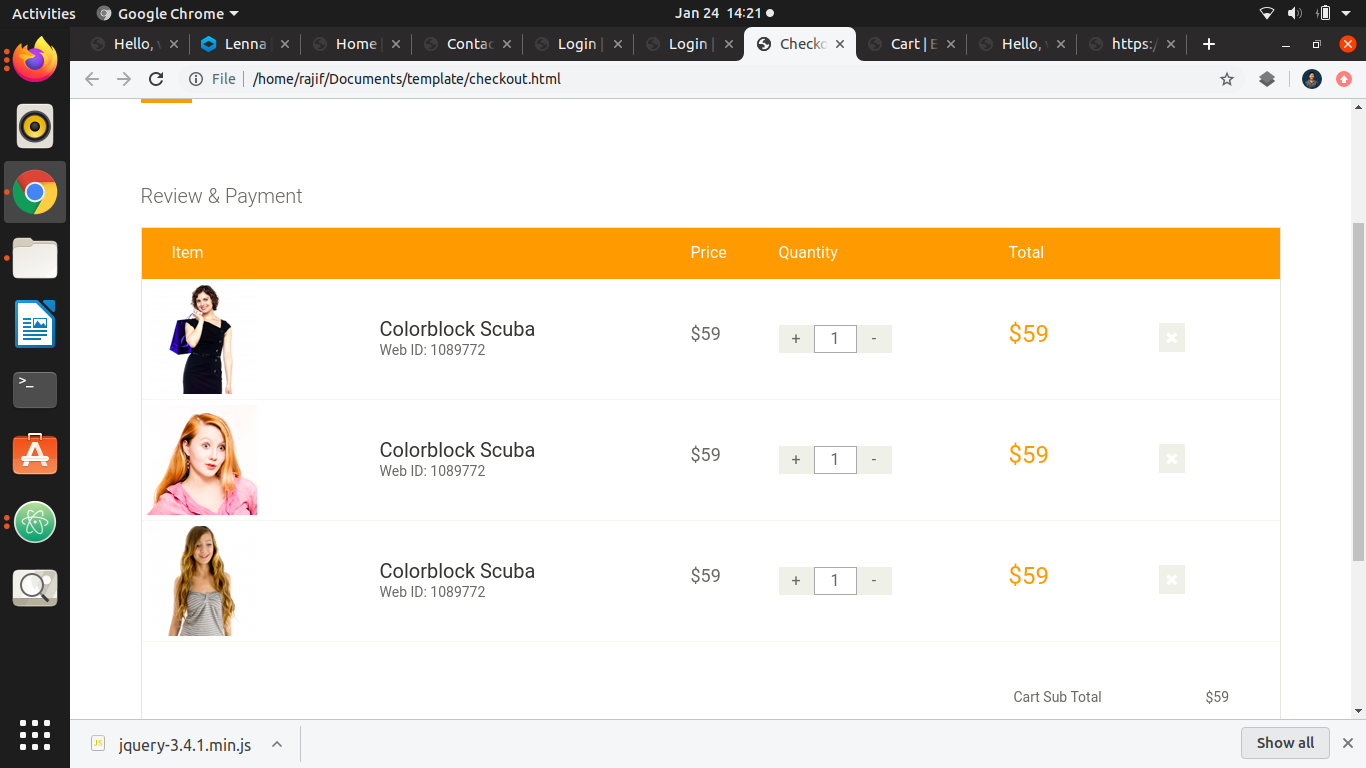 Activities Google Chrome Jan 24 14:21
Hello, Lenna Home Contac Login Login Checko Cart | E Hello, https:/
File /home/rajif/Documents/template/checkout.html
Review & Payment
Item Price Quantity Total
Colorblock Scuba
Web ID: 1089772
$59 + 1 - $59
Colorblock Scuba
Web ID: 1089772
$59 + 1 - $59
Colorblock Scuba
Web ID: 1089772
$59 + 1 - $59
Cart Sub Total $59
JS jquery-3.4.1.min.js Show all